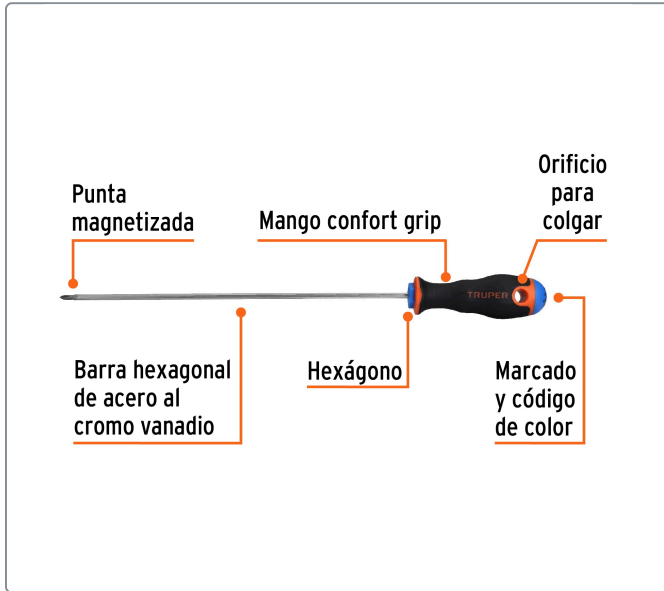 Orificio
para
colgar
Punta
magnetizada
Mango confort grip
TRUPER
Barra hexagonal
de acero al
cromo vanadio
Hexágono
Marcado
y código
de color